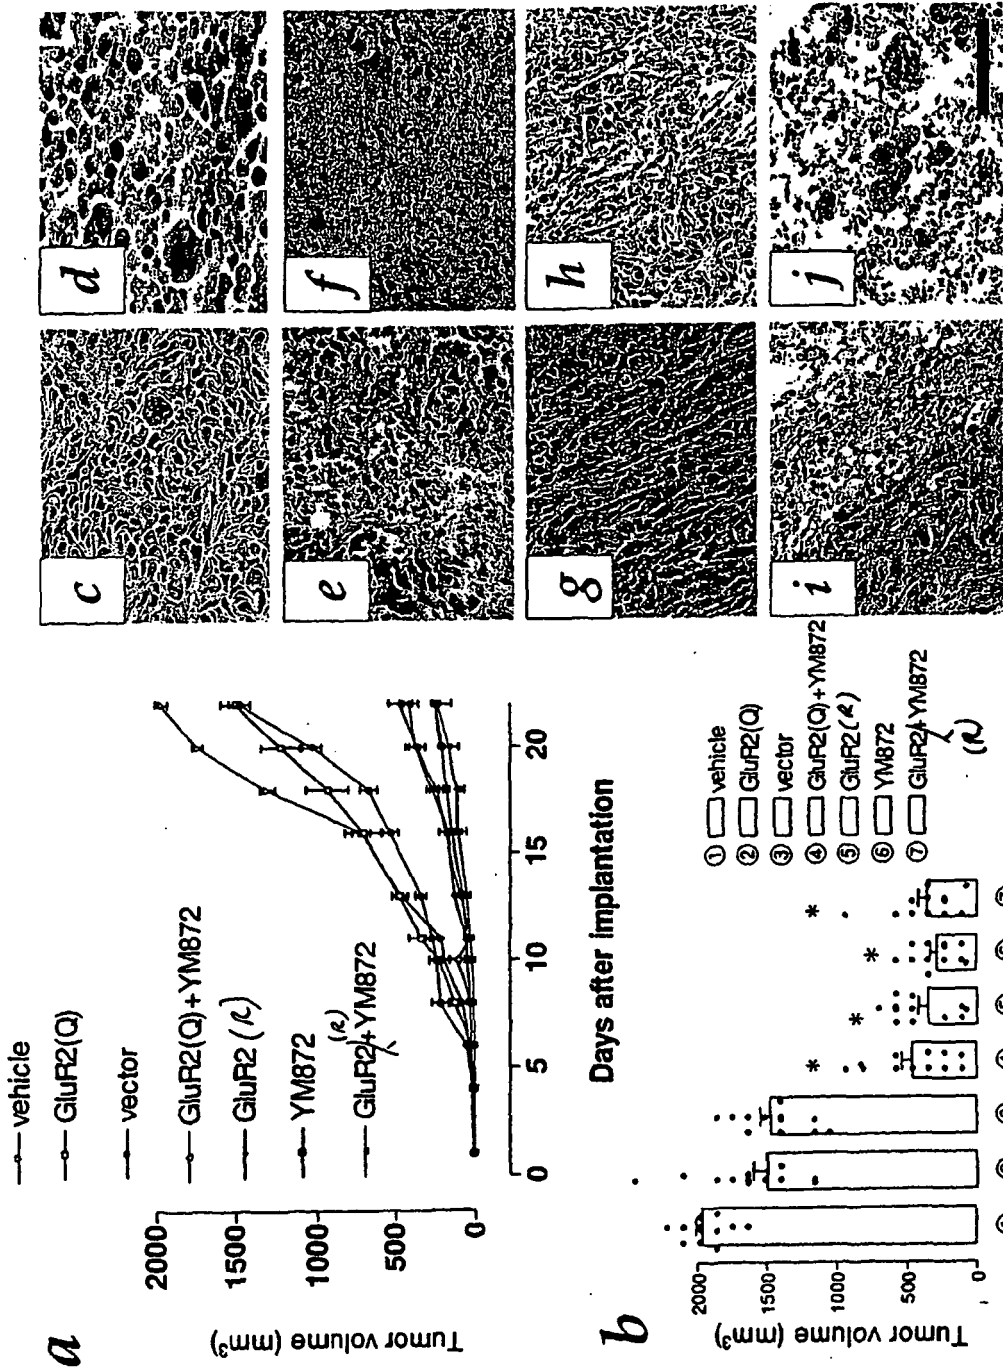 a
vehicle
GluR2(Q)
vector
GluR2(Q)+YM872
GluR2 (R)
YM872
GluR2+YM872
(R)
Tumor volume (mm³)
2000
1500
1000
500
0
0
5
10
15
20
Days after implantation
b
Tumor volume (mm³)
2000
1500
1000
500
0
*
*
*
*
① vehicle
② GluR2(Q)
③ vector
④ GluR2(Q)+YM872
⑤ GluR2(R)
⑥ YM872
⑦ GluR2+YM872
(R)
c
d
e
f
g
h
i
j